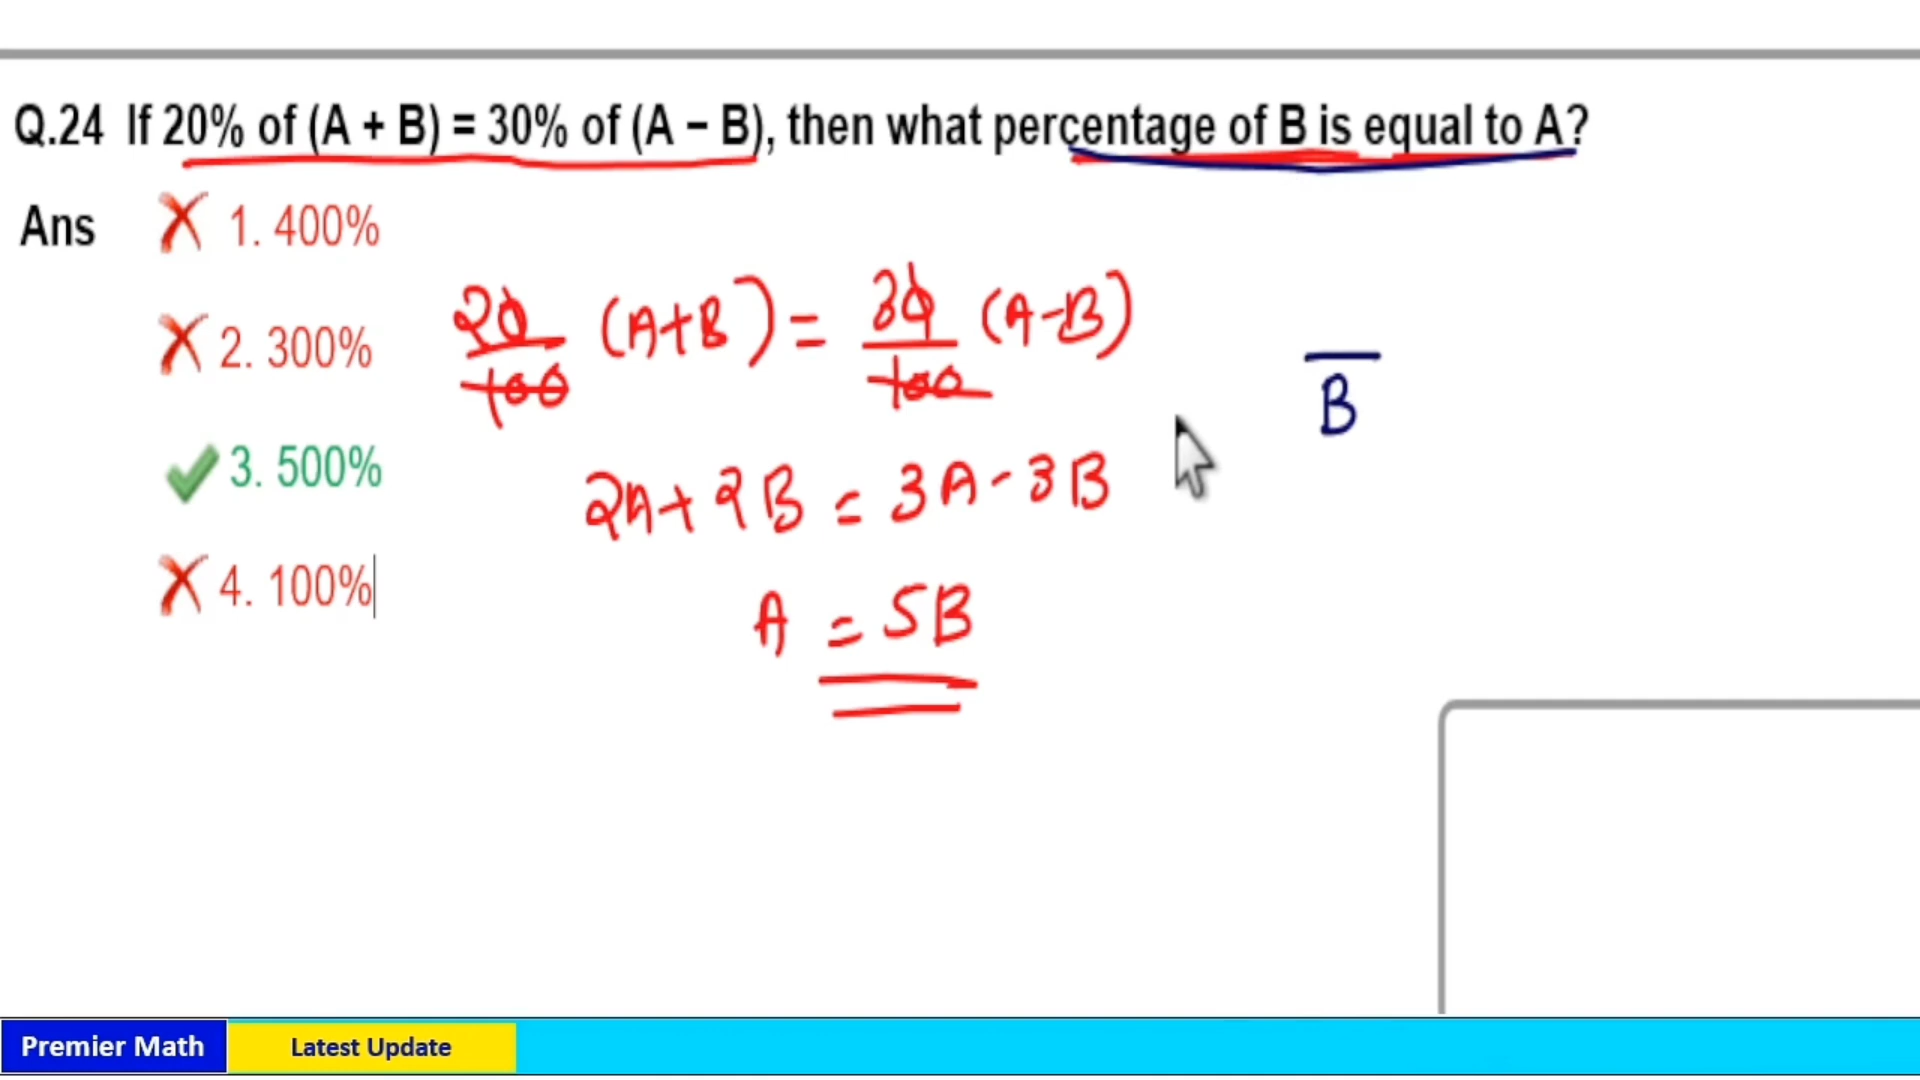 Q.24 If 20% of (A + B) = 30% of (A − B), then what percentage of B is equal to A?
Ans 1. 400%
2. 300%
3. 500%
4. 100%
20/100 (A+B) = 30/100 (A-B)
2A+2B = 3A-3B
A = 5B
B
Premier Math Latest Update